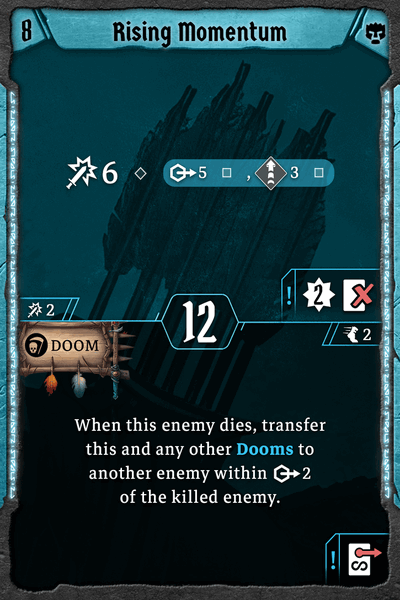 8 Rising Momentum
6 5 , 3
! 2
2 12 2
DOOM
When this enemy dies, transfer
this and any other Dooms to
another enemy within 2
of the killed enemy.
!